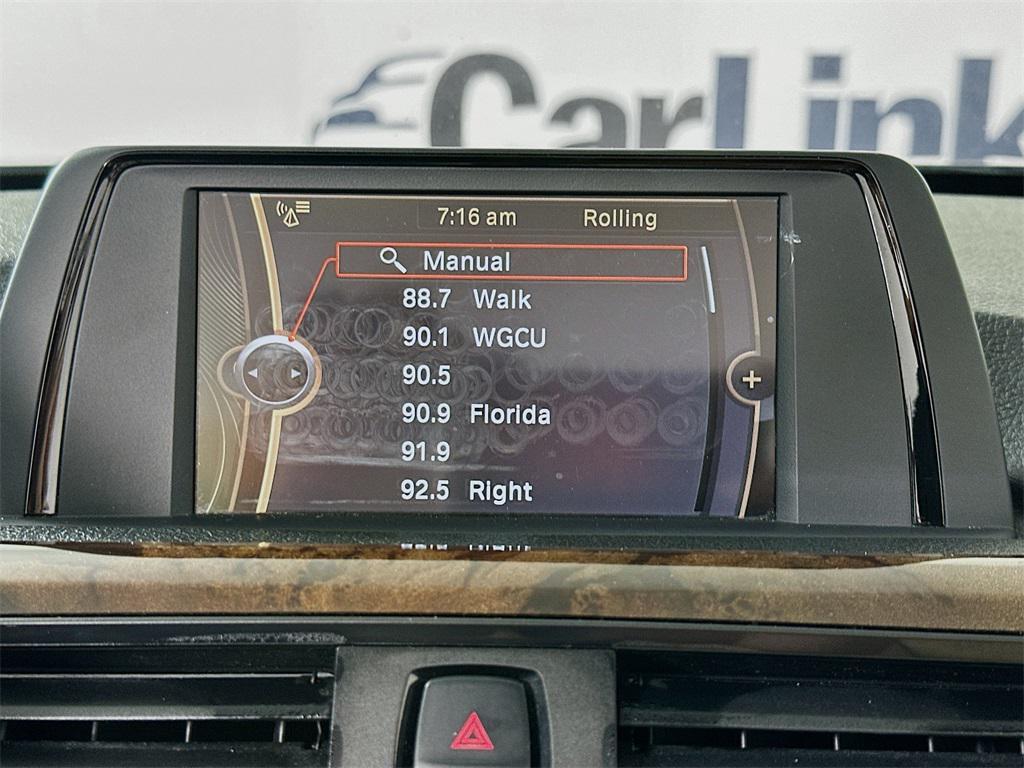 CarLink
7:16 am Rolling
Manual
88.7 Walk
90.1 WGCU
90.5
90.9 Florida
91.9
92.5 Right